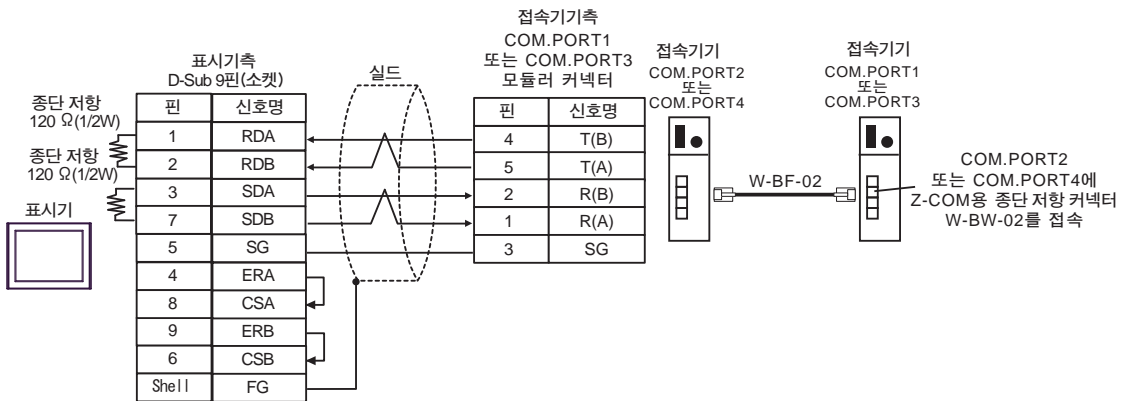 접속기기측
COM.PORT1
또는 COM.PORT3
모듈러 커넥터
표시기측
D-Sub 9핀(소켓)
실드
접속기기
COM.PORT2
또는
COM.PORT4
접속기기
COM.PORT1
또는
COM.PORT3
종단 저항
120 Ω(1/2W)
종단 저항
120 Ω(1/2W)
표시기
핀 신호명
1 RDA
2 RDB
3 SDA
7 SDB
5 SG
4 ERA
8 CSA
9 ERB
6 CSB
Shell FG
핀 신호명
4 T(B)
5 T(A)
2 R(B)
1 R(A)
3 SG
W-BF-02
COM.PORT2
또는 COM.PORT4에
Z-COM용 종단 저항 커넥터
W-BW-02를 접속